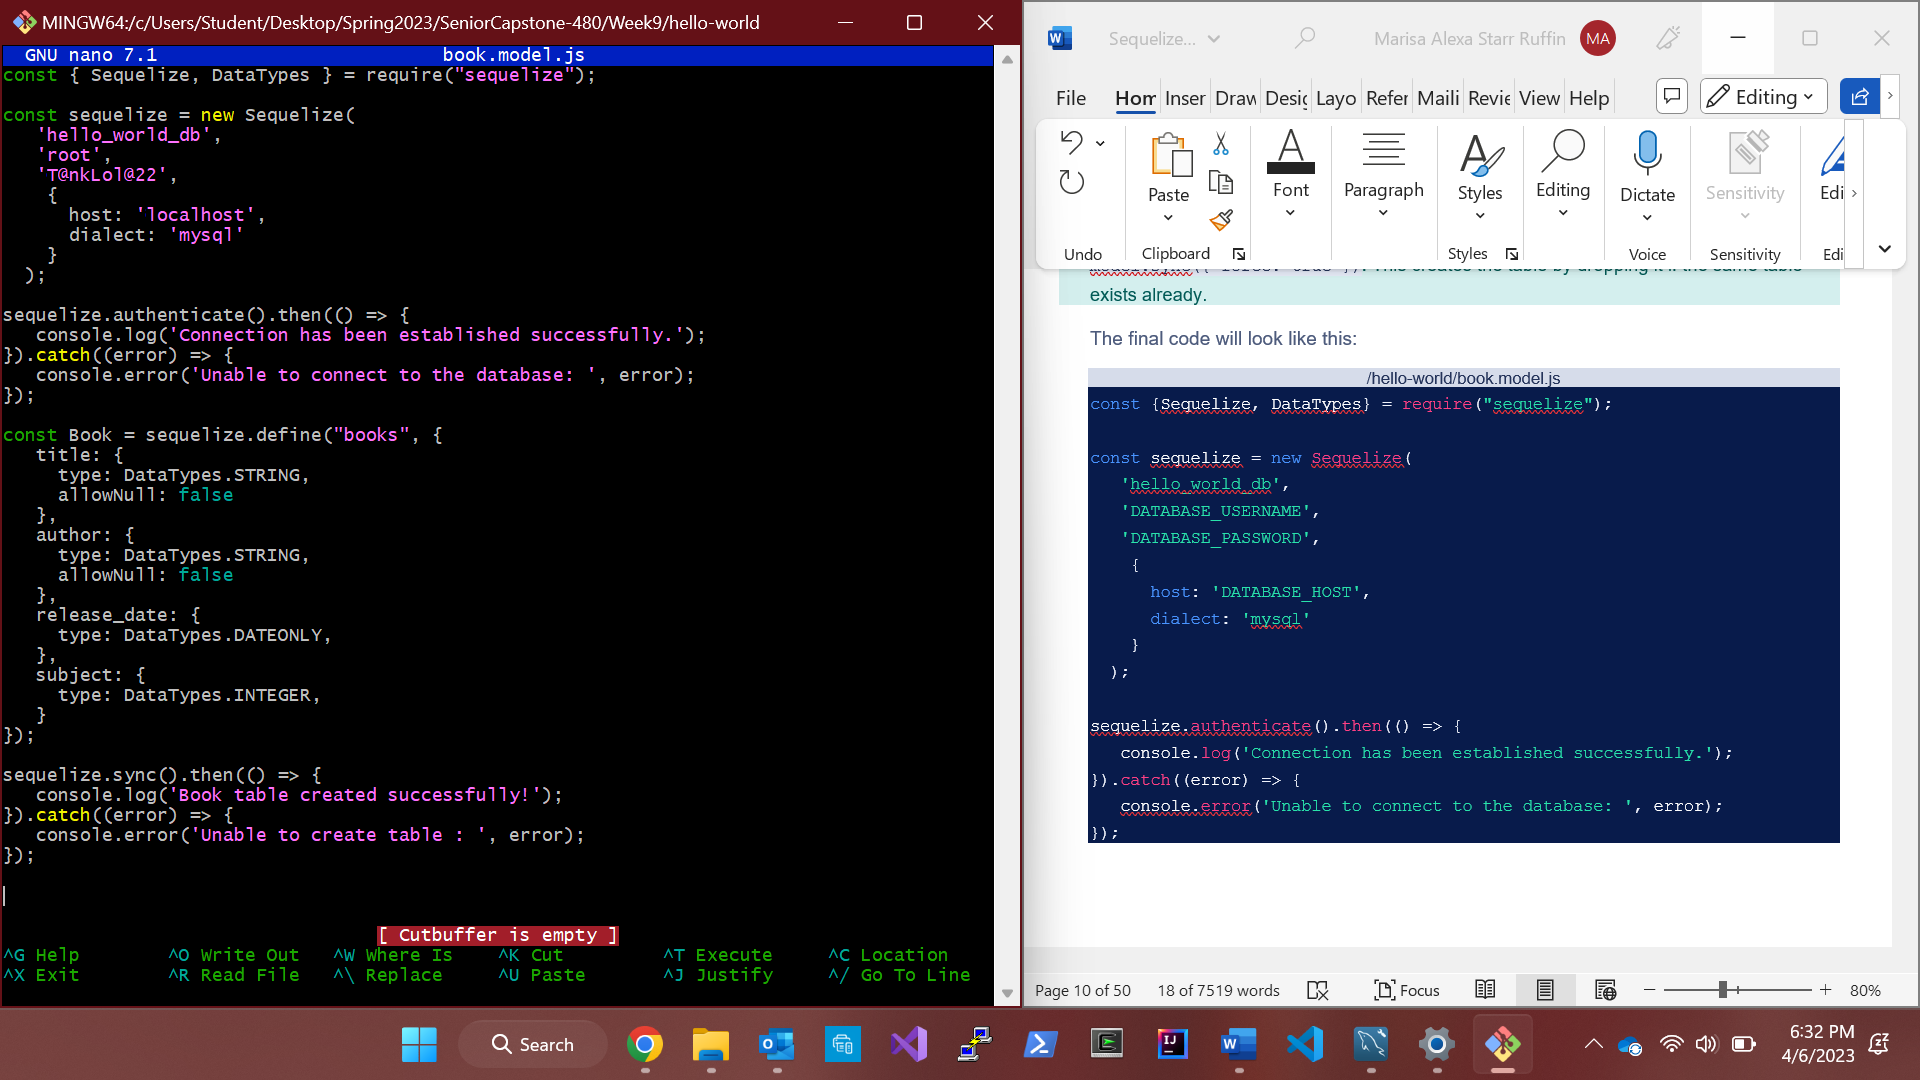 MINGW64:/c/Users/Student/Desktop/Spring2023/SeniorCapstone-480/Week9/hello-world
GNU nano 7.1 book.model.js
const { Sequelize, DataTypes } = require("sequelize");
const sequelize = new Sequelize(
'hello_world_db',
'root',
'T@nkLol@22',
{
host: 'localhost',
dialect: 'mysql'
}
);
sequelize.authenticate().then(() => {
console.log('Connection has been established successfully.');
}).catch((error) => {
console.error('Unable to connect to the database: ', error);
});
const Book = sequelize.define("books", {
title: {
type: DataTypes.STRING,
allowNull: false
},
author: {
type: DataTypes.STRING,
allowNull: false
},
release_date: {
type: DataTypes.DATEONLY,
},
subject: {
type: DataTypes.INTEGER,
}
});
sequelize.sync().then(() => {
console.log('Book table created successfully!');
}).catch((error) => {
console.error('Unable to create table : ', error);
});
[ Cutbuffer is empty ]
^G Help ^O Write Out ^W Where Is ^K Cut ^T Execute ^C Location
^X Exit ^R Read File ^\ Replace ^U Paste ^J Justify ^/ Go To Line
Sequelize... Marisa Alexa Starr Ruffin MA
File Hom Inser Draw Desig Layo Refer Maili Revie View Help Editing
Paste Font Paragraph Styles Editing Dictate Sensitivity Edi
Undo Clipboard Styles Voice Sensitivity Edi
exists already.
The final code will look like this:
/hello-world/book.model.js
const {Sequelize, DataTypes} = require("sequelize");
const sequelize = new Sequelize(
'hello_world_db',
'DATABASE_USERNAME',
'DATABASE_PASSWORD',
{
host: 'DATABASE_HOST',
dialect: 'mysql'
}
);
sequelize.authenticate().then(() => {
console.log('Connection has been established successfully.');
}).catch((error) => {
console.error('Unable to connect to the database: ', error);
});
Page 10 of 50 18 of 7519 words Focus 80%
Search
6:32 PM
4/6/2023